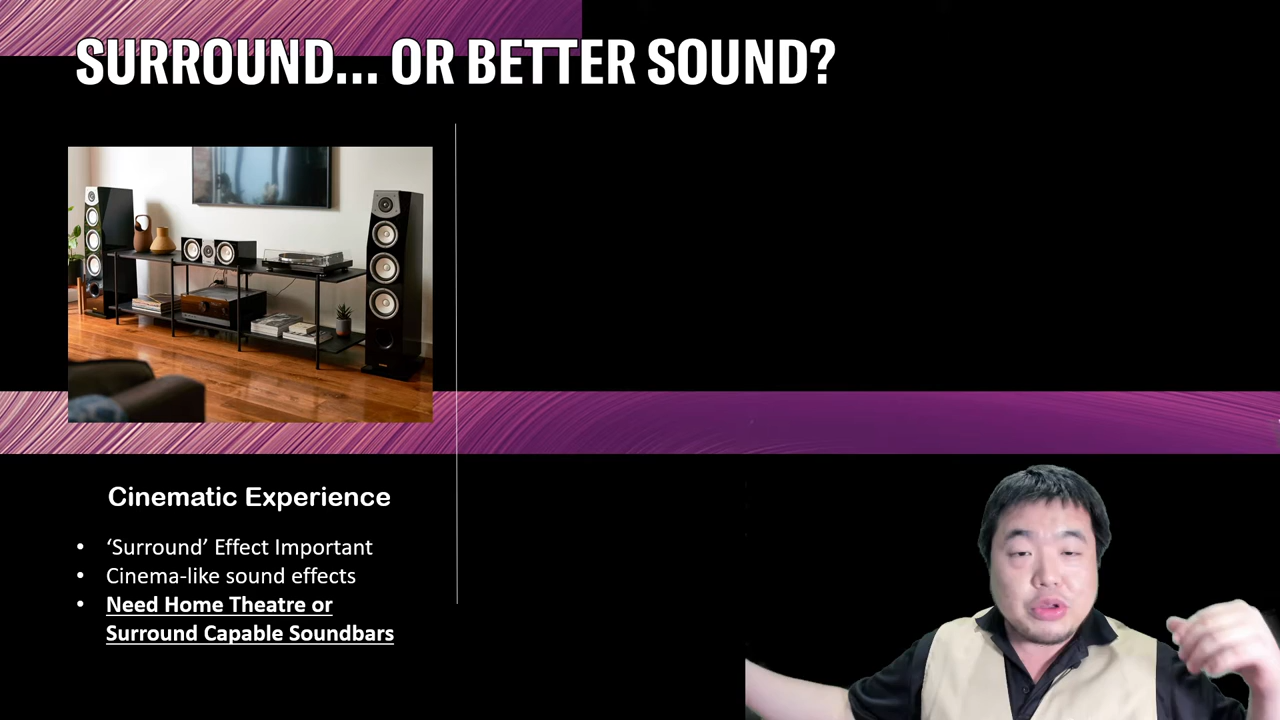 SURROUND... OR BETTER SOUND?
Cinematic Experience
• ‘Surround’ Effect Important
• Cinema-like sound effects
• Need Home Theatre or
Surround Capable Soundbars